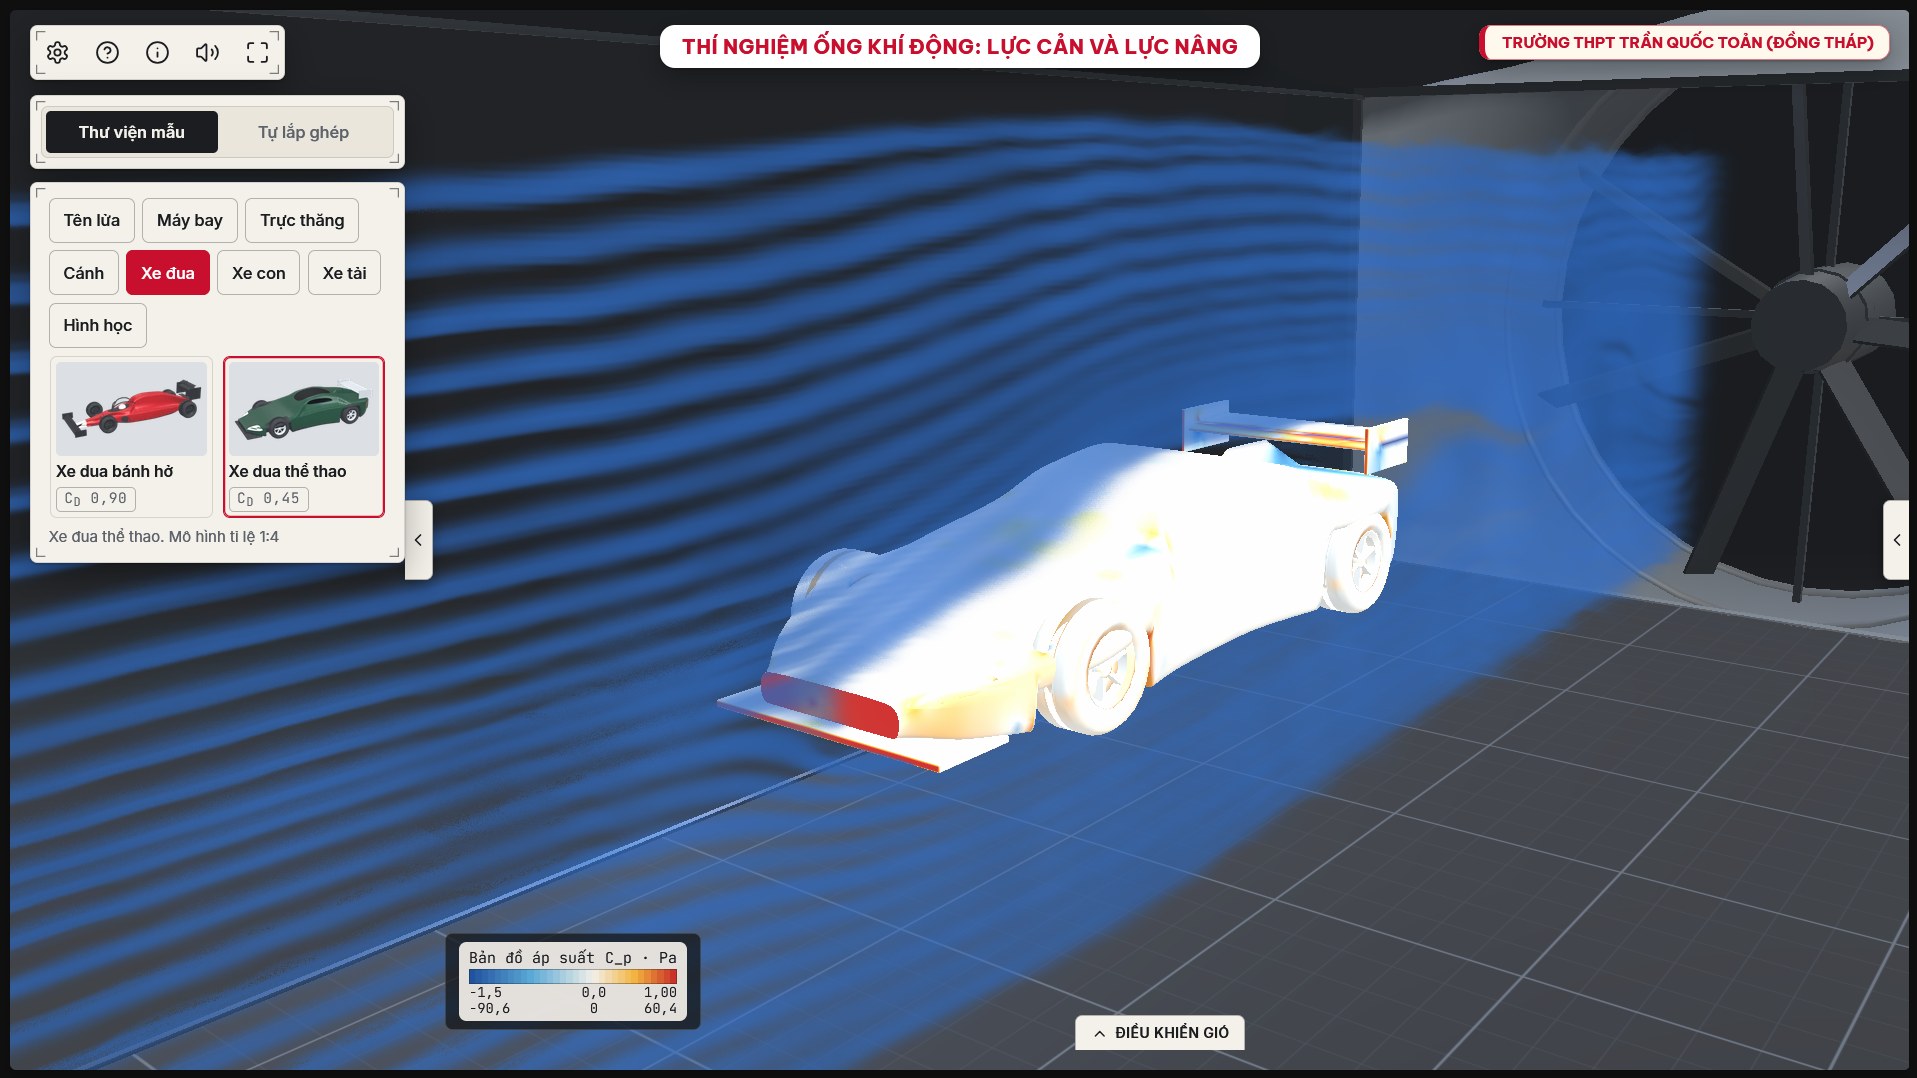 THÍ NGHIỆM ỐNG KHÍ ĐỘNG: LỰC CẢN VÀ LỰC NÂNG
TRƯỜNG THPT TRẦN QUỐC TOẢN (ĐỒNG THÁP)
Thư viện mẫu
Tự lắp ghép
Tên lửa
Máy bay
Trực thăng
Cánh
Xe đua
Xe con
Xe tải
Hình học
Xe dua bánh hở
C_D 0,90
Xe dua thể thao
C_D 0,45
Xe đua thể thao. Mô hình tỉ lệ 1:4
Bản đồ áp suất C_p · Pa
-1,5 0,0 1,00
-90,6 0 60,4
ĐIỀU KHIỂN GIÓ